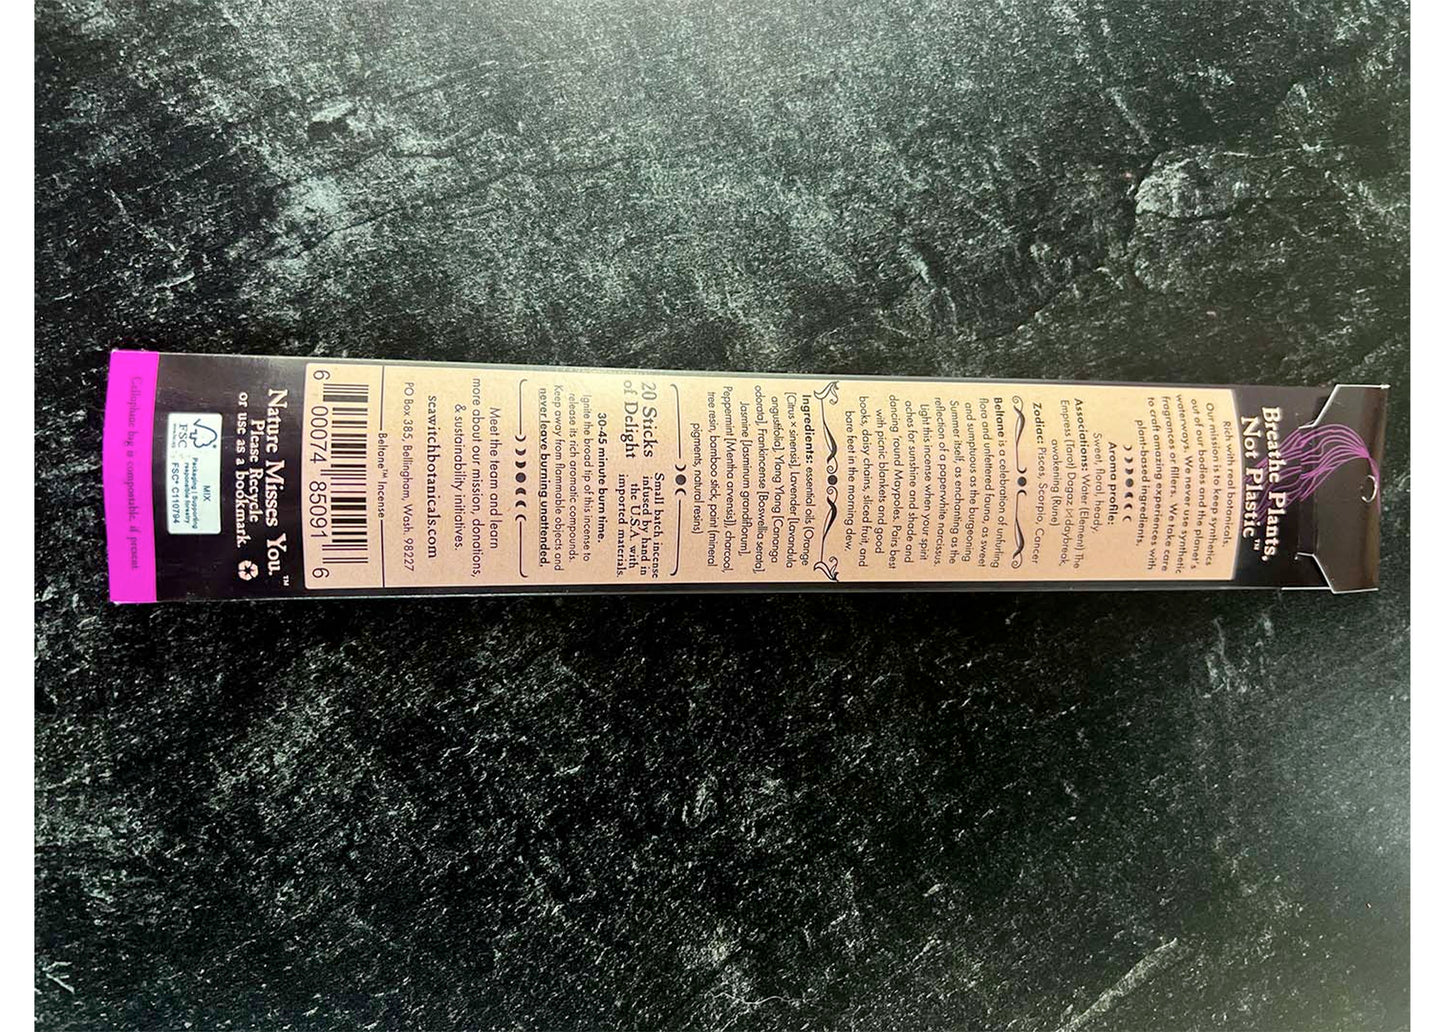 Breathe Plants,
Not Plastic™
Rich with real botanicals.
Our mission is to keep synthetics
out of our bodies and the planet's
waterways. We never use synthetic
fragrances or fillers. We take care
to craft amazing experiences with
plant-based ingredients.
Aroma profile:
Sweet, floral, heady.
Associations: Water (Element) The
Empress (Tarot) Dagaz ᛞ/daybreak,
awakening (Rune)
Zodiac: Pisces, Scorpio, Cancer
Beltane is a celebration of unfurling
flora and unfettered fauna, as sweet
and sumptuous as the burgeoning
Summer itself, as enchanting as the
reflection of a paperwhite narcissus.
Light this incense when your spirit
aches for sunshine and shade and
dancing 'round Maypoles. Pairs best
with picnic blankets and good
books, daisy chains, sliced fruit, and
bare feet in the morning dew.
Ingredients: essential oils (Orange
[Citrus × sinensis], Lavender [Lavandula
angustifolia], Ylang Ylang [Cananga
odorata], Frankincense [Boswellia serrata],
Jasmine [Jasminum grandiflorum],
Peppermint [Mentha arvensis]), charcoal,
tree resin, bamboo stick, paint (mineral
pigments, natural resins)
20 Sticks
of Delight
Small batch incense
infused by hand in
the U.S.A. with
imported materials.
30-45 minute burn time.
Ignite the broad tip of this incense to
release its rich aromatic compounds.
Keep away from flammable objects and
never leave burning unattended.
Meet the team and learn
more about our mission, donations,
& sustainability initiatives.
seawitchbotanicals.com
PO Box 385, Bellingham, Wash. 98227
Beltane™ Incense
6 00074 85091 6
Nature Misses You.™
Please Recycle
or use as a bookmark.
MIX
Packaging | Supporting
responsible forestry
FSC
FSC® C110794
Cellophane bag is compostable, if present